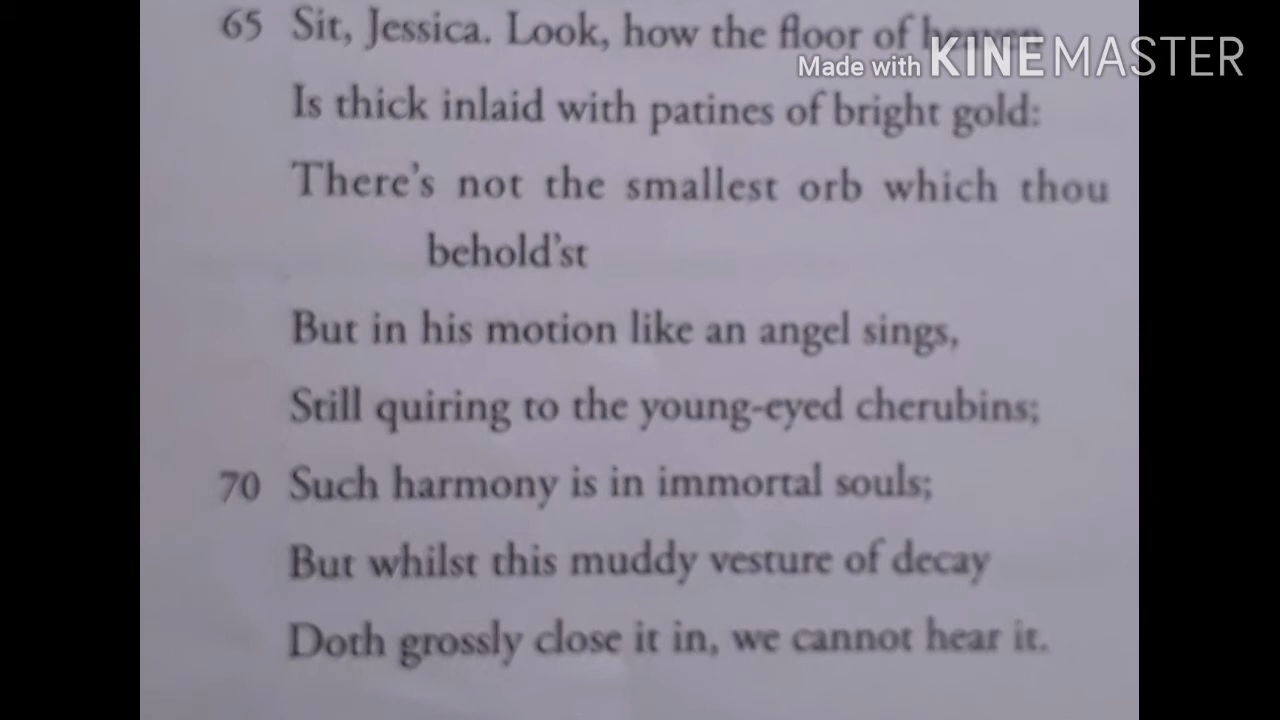 65 Sit, Jessica. Look, how the floor of
Made with KINEMASTER
Is thick inlaid with patines of bright gold:
There's not the smallest orb which thou
behold'st
But in his motion like an angel sings,
Still quiring to the young-eyed cherubins;
70 Such harmony is in immortal souls;
But whilst this muddy vesture of decay
Doth grossly close it in, we cannot hear it.